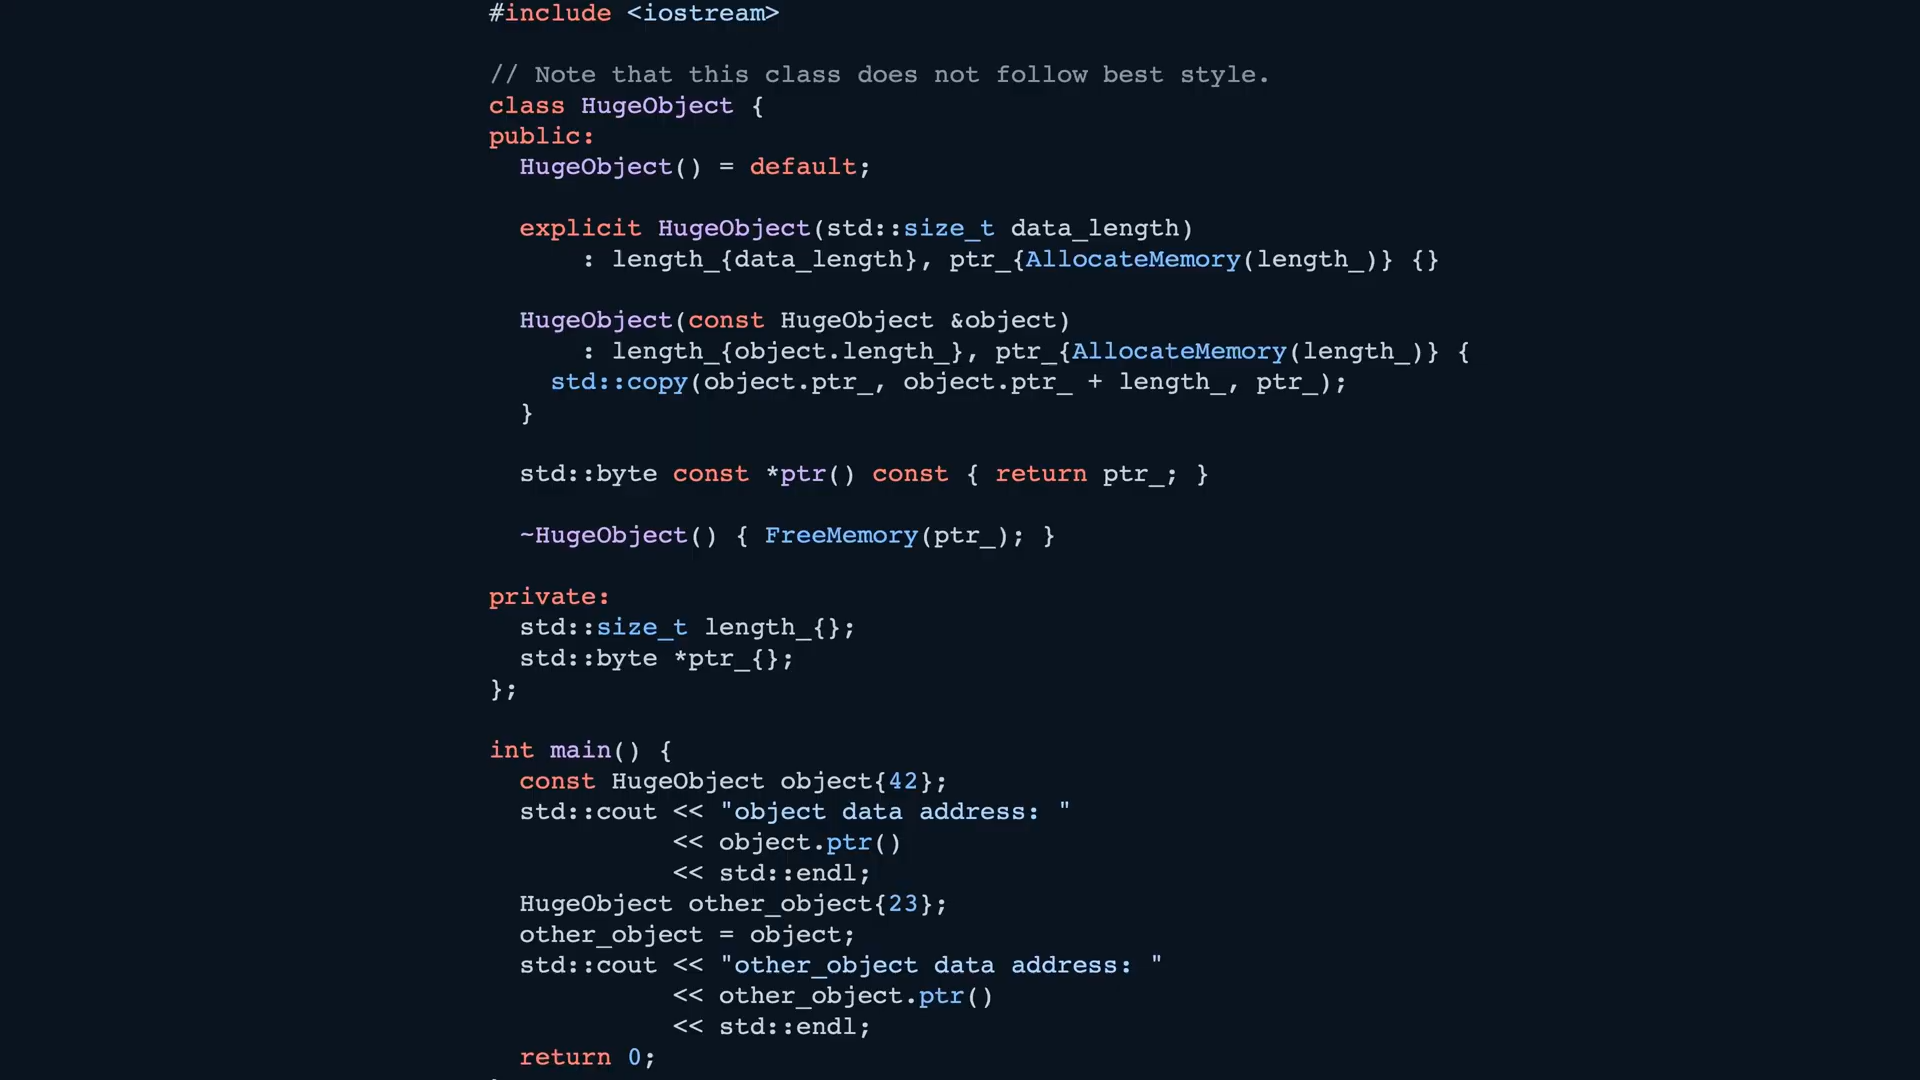 #include <iostream>
// Note that this class does not follow best style.
class HugeObject {
public:
  HugeObject() = default;
  explicit HugeObject(std::size_t data_length)
      : length_{data_length}, ptr_{AllocateMemory(length_)} {}
  HugeObject(const HugeObject &object)
      : length_{object.length_}, ptr_{AllocateMemory(length_)} {
    std::copy(object.ptr_, object.ptr_ + length_, ptr_);
  }
  std::byte const *ptr() const { return ptr_; }
  ~HugeObject() { FreeMemory(ptr_); }
private:
  std::size_t length_{};
  std::byte *ptr_{};
};
int main() {
  const HugeObject object{42};
  std::cout << "object data address: "
            << object.ptr()
            << std::endl;
  HugeObject other_object{23};
  other_object = object;
  std::cout << "other_object data address: "
            << other_object.ptr()
            << std::endl;
  return 0;